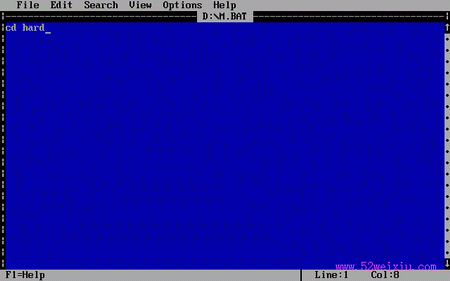 File Edit Search View Options Help
D:\M.BAT
cd hard_
www.52weixiu.com
F1=Help Line:1 Col:8